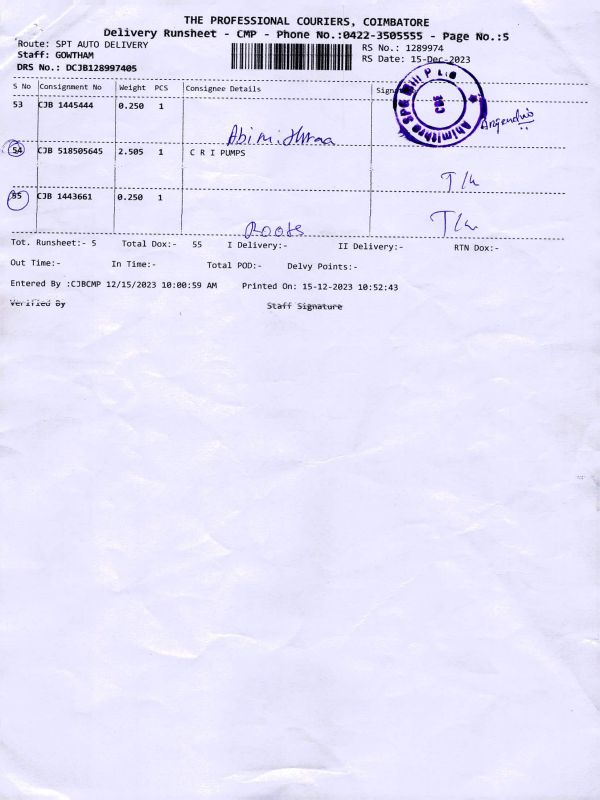 THE PROFESSIONAL COURIERS, COIMBATORE
Delivery Runsheet - CMP - Phone No.:0422-3505555 - Page No.:5
Route: SPT AUTO DELIVERY
RS No.: 1289974
Staff: GOWTHAM
RS Date: 15-Dec-2023
DRS No.: DCJB128997405
S No Consignment No Weight PCS Consignee Details
53 CJB 1445444 0.250 1
Abimithraa
54 CJB 518505645 2.505 1 C R I PUMPS
T/h
55 CJB 1443661 0.250 1
Roots T/h
Tot. Runsheet:- 5 Total Dox:- 55 I Delivery:- II Delivery:- RTN Dox:-
Out Time:- In Time:- Total POD:- Delvy Points:-
Entered By :CJBCMP 12/15/2023 10:00:59 AM Printed On: 15-12-2023 10:52:43
Verified By Staff Signature